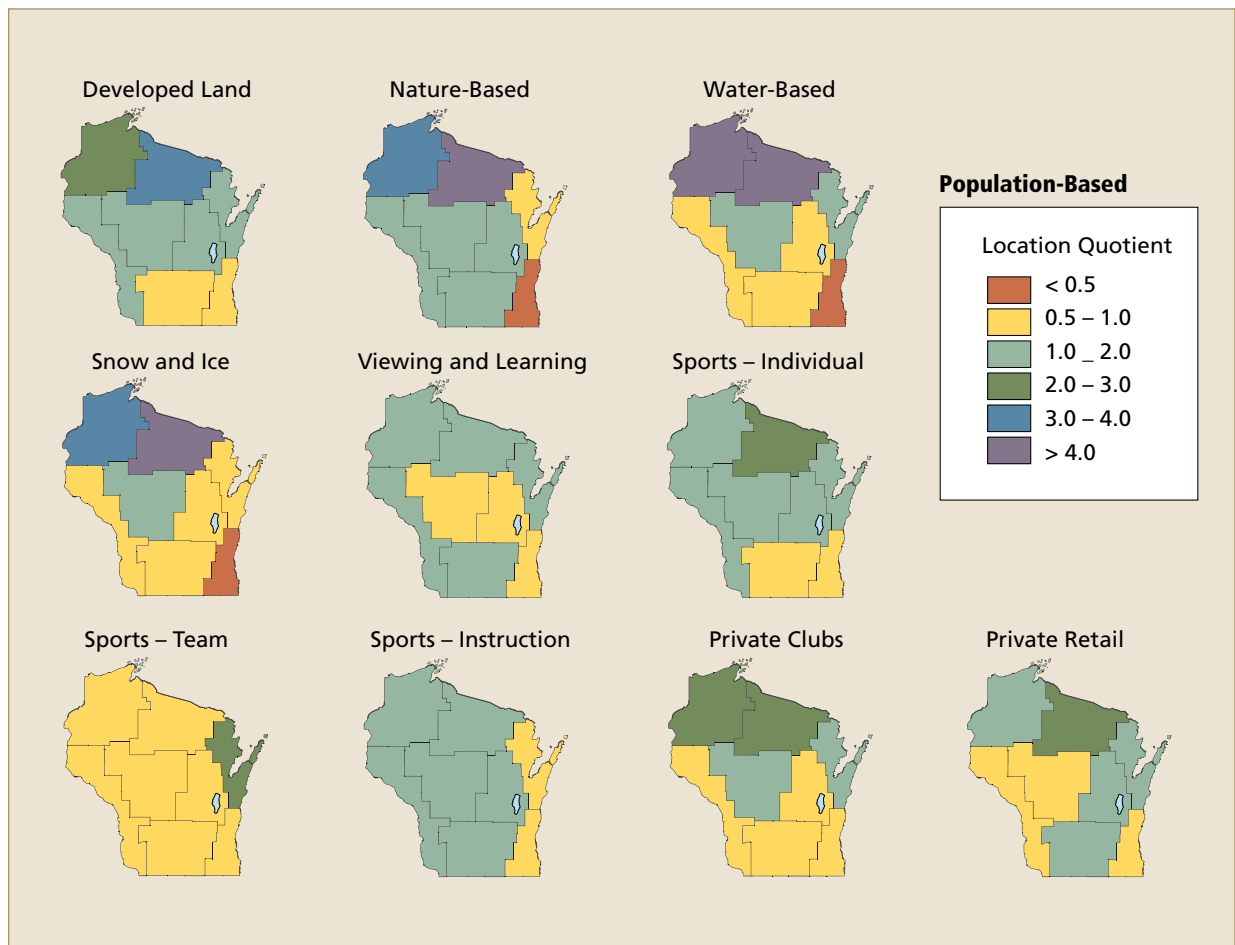 Developed Land
Nature-Based
Water-Based
Population-Based
Location Quotient
< 0.5
0.5 – 1.0
1.0 _ 2.0
2.0 – 3.0
3.0 – 4.0
> 4.0
Snow and Ice
Viewing and Learning
Sports – Individual
Sports – Team
Sports – Instruction
Private Clubs
Private Retail